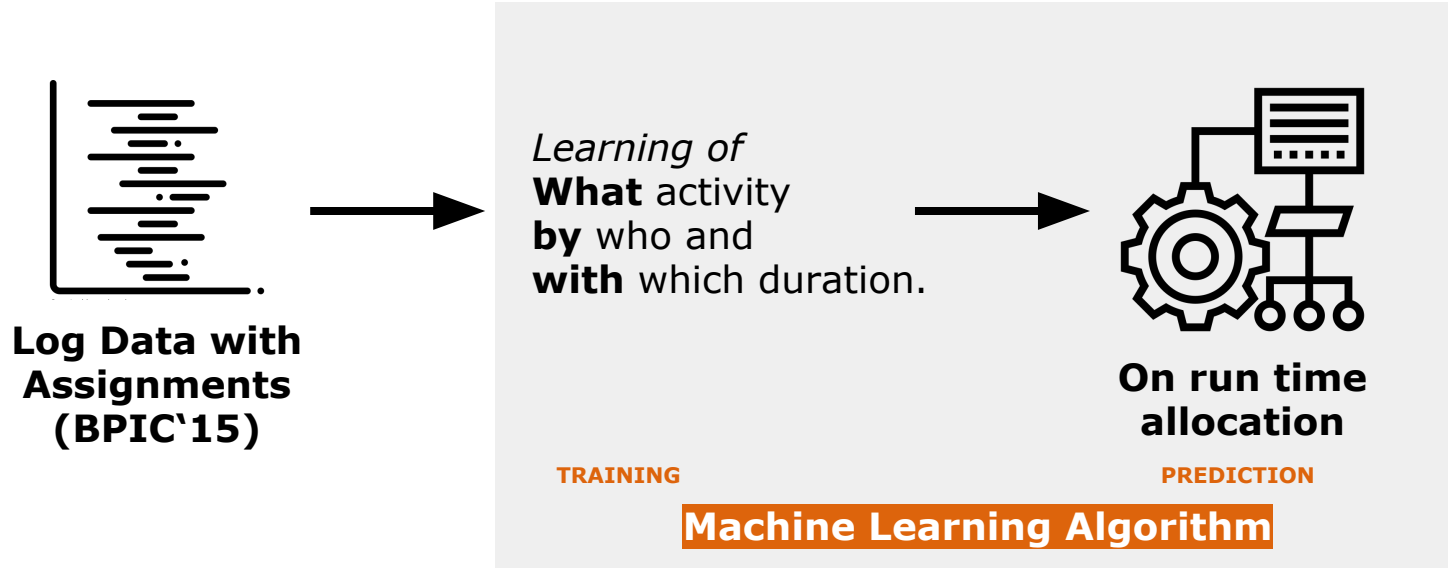 Log Data with
Assignments
(BPIC‘15)
Learning of
What activity
by who and
with which duration.
On run time
allocation
TRAINING
PREDICTION
Machine Learning Algorithm